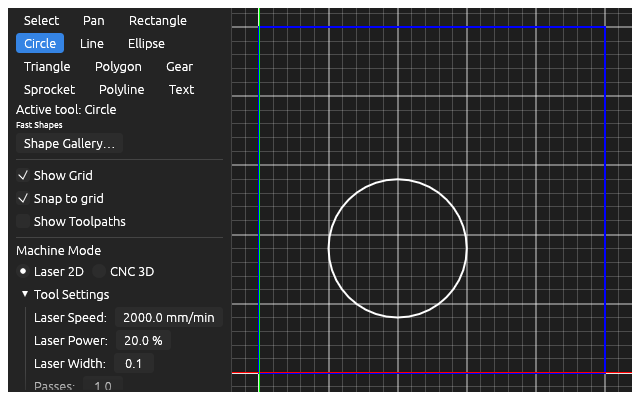 Select Pan Rectangle
Circle Line Ellipse
Triangle Polygon Gear
Sprocket Polyline Text
Active tool: Circle
Fast Shapes
Shape Gallery...
Show Grid
Snap to grid
Show Toolpaths
Machine Mode
Laser 2D CNC 3D
Tool Settings
Laser Speed: 2000.0 mm/min
Laser Power: 20.0 %
Laser Width: 0.1
Passes: 1.0